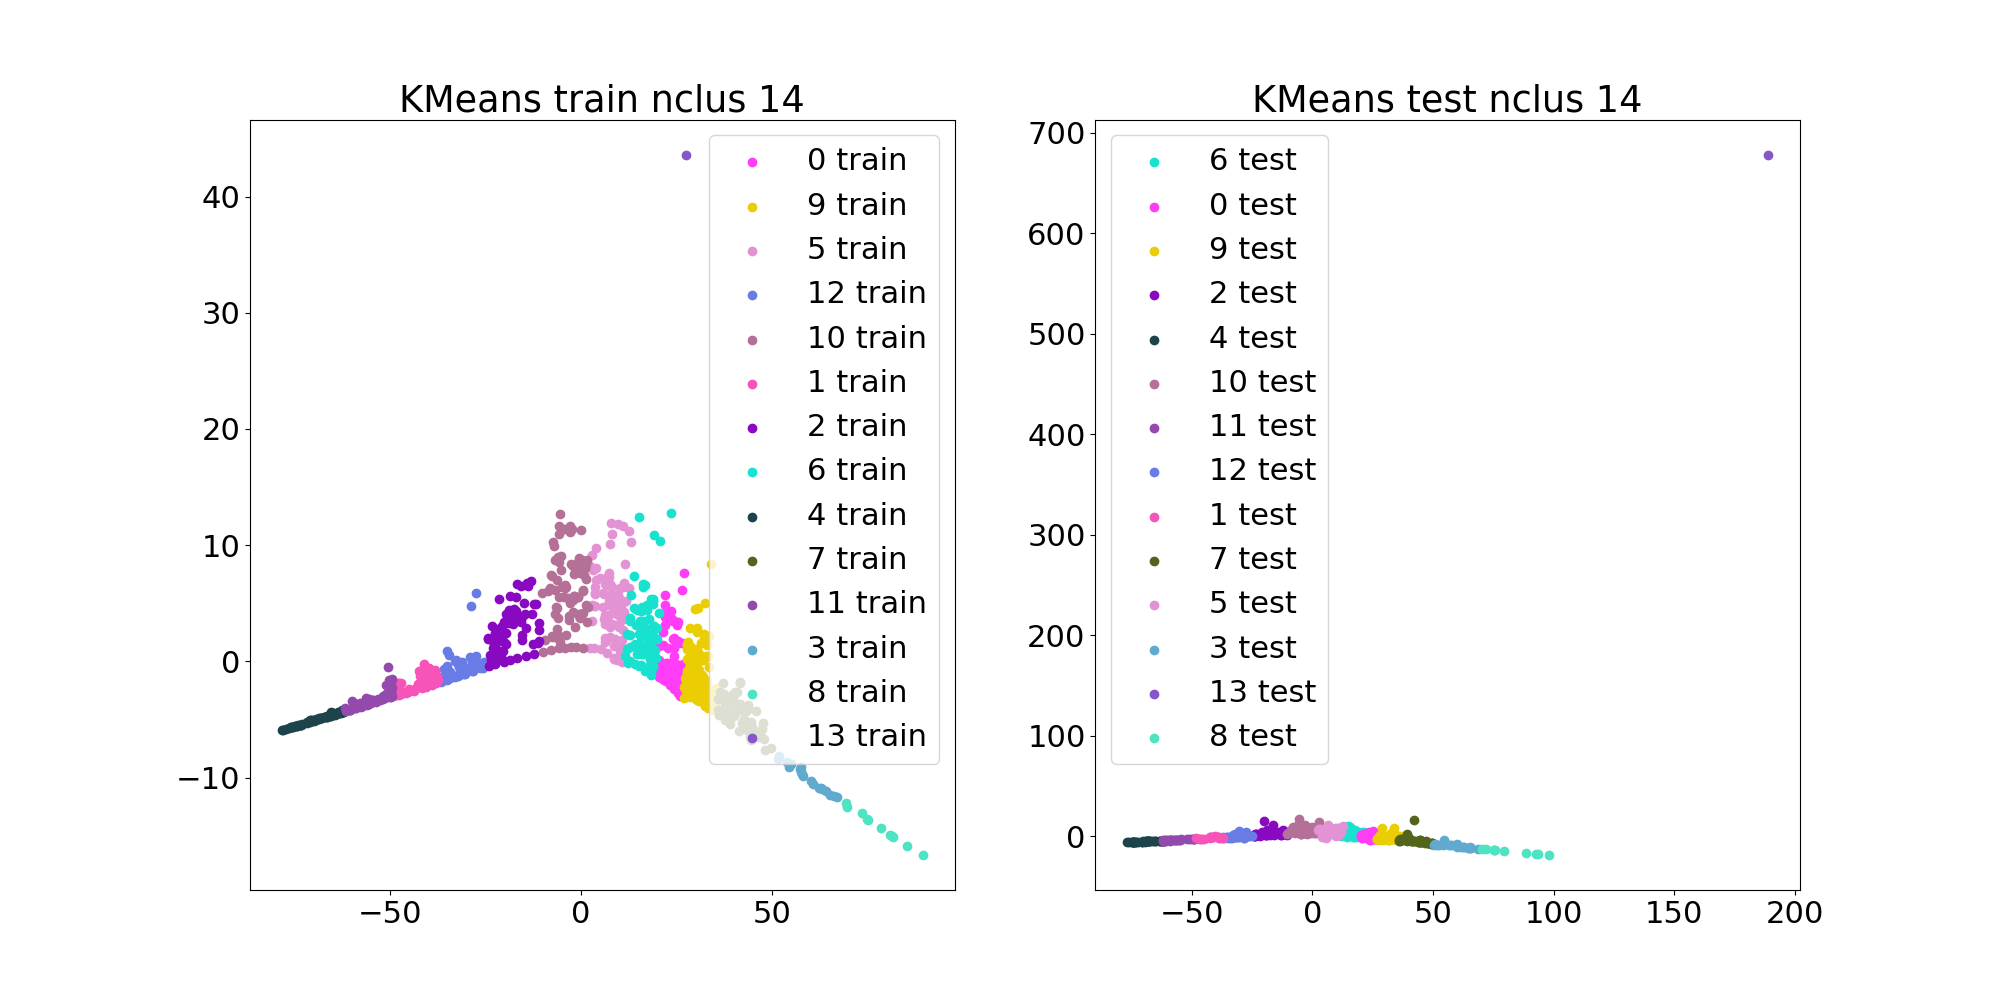 KMeans train nclus 14
40
30
20
10
0
−10
−50
0
50
0 train
9 train
5 train
12 train
10 train
1 train
2 train
6 train
4 train
7 train
11 train
3 train
8 train
13 train
KMeans test nclus 14
700
600
500
400
300
200
100
0
−50
0
50
100
150
200
6 test
0 test
9 test
2 test
4 test
10 test
11 test
12 test
1 test
7 test
5 test
3 test
13 test
8 test